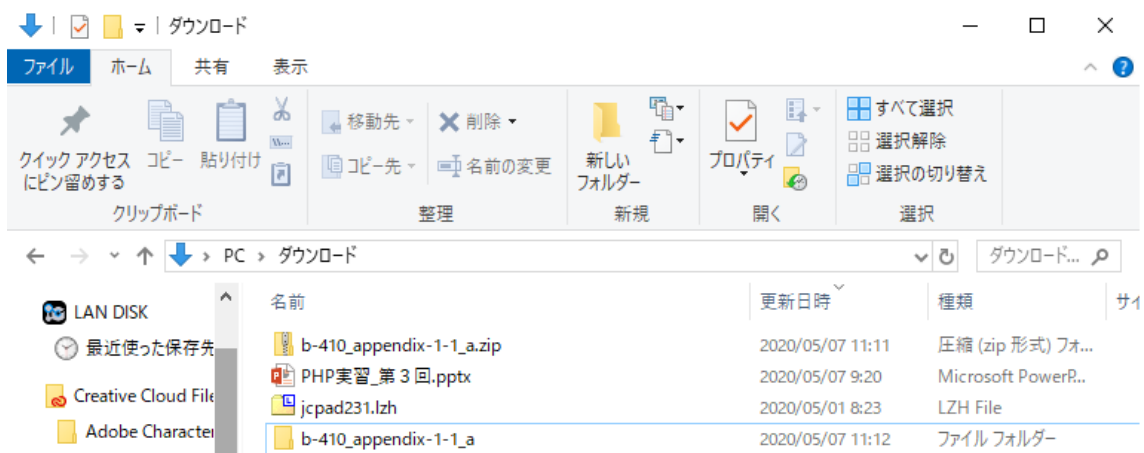 ダウンロード
ファイル ホーム 共有 表示
クイック アクセス
にピン留めする
コピー
貼り付け
移動先
コピー先
削除
名前の変更
新しい
フォルダー
プロパティ
すべて選択
選択解除
選択の切り替え
クリップボード 整理 新規 開く 選択
PC ダウンロード ダウンロード...
名前 更新日時 種類
LAN DISK
最近使った保存先
Creative Cloud File
Adobe Character
b-410_appendix-1-1_a.zip 2020/05/07 11:11 圧縮 (zip 形式) フォ...
PHP実習_第3回.pptx 2020/05/07 9:20 Microsoft PowerP...
jcpad231.lzh 2020/05/01 8:23 LZH File
b-410_appendix-1-1_a 2020/05/07 11:12 ファイル フォルダー